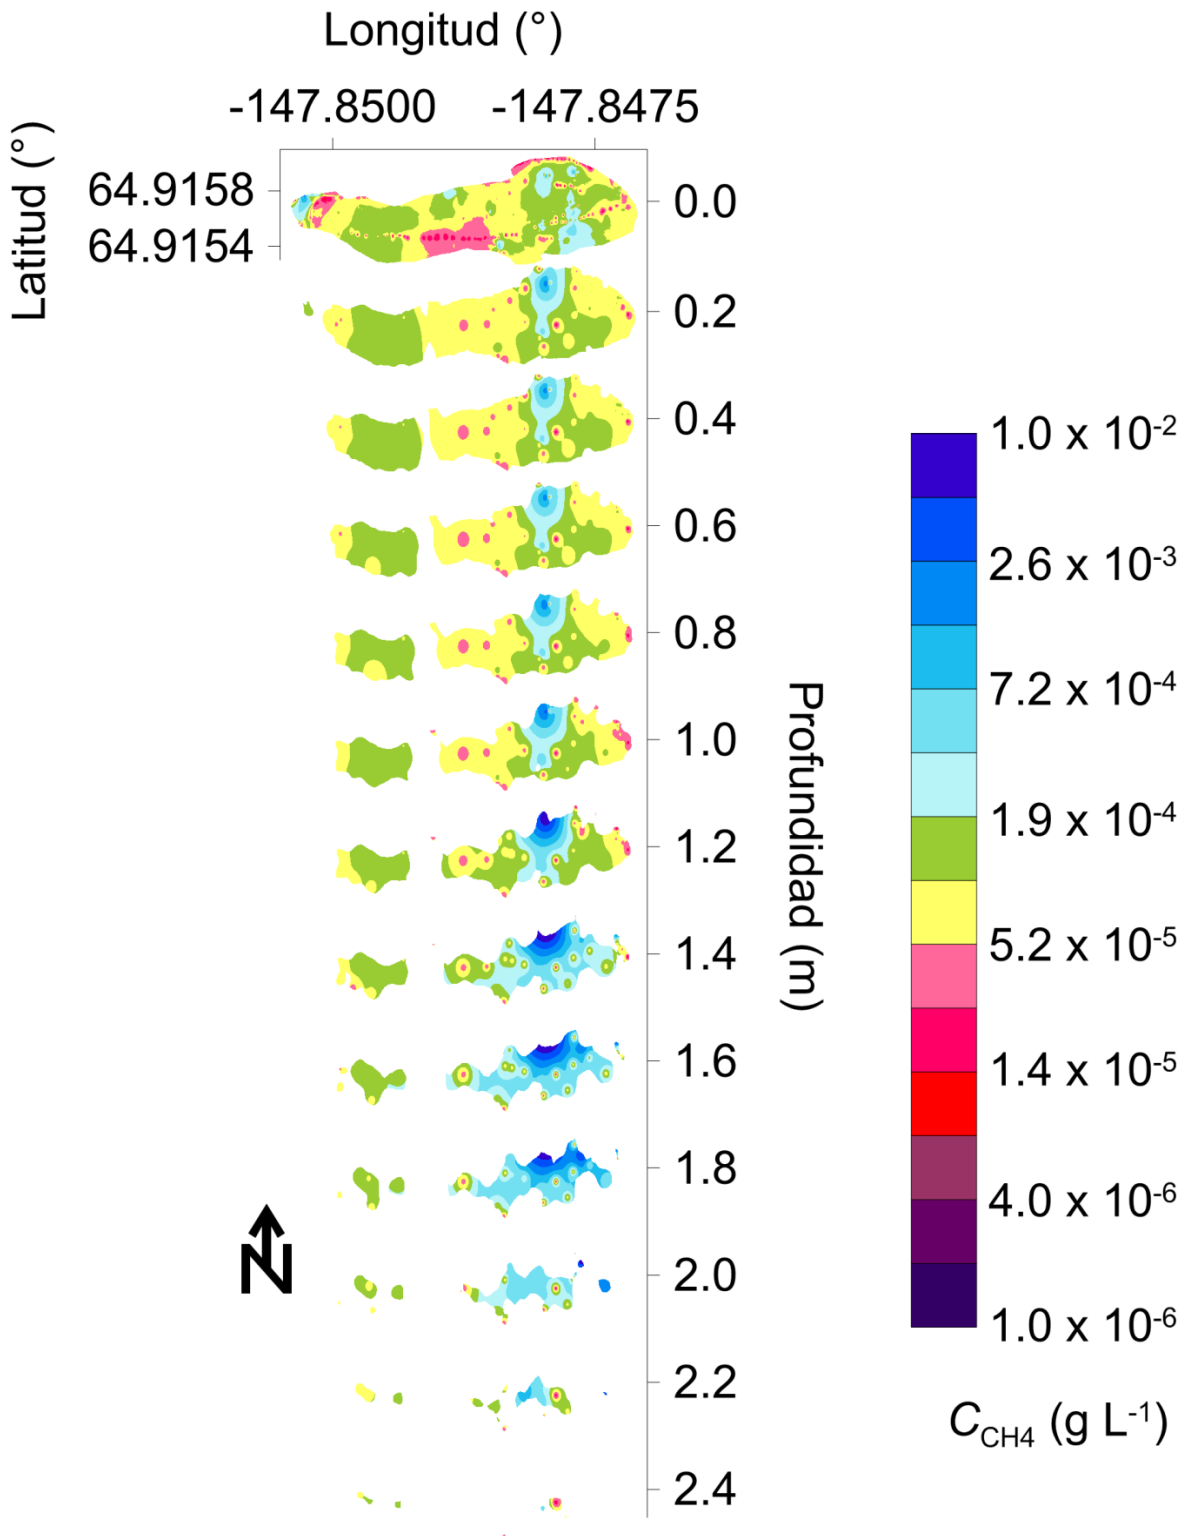 Longitud (°)
-147.8500 -147.8475
Latitud (°)
64.9158
64.9154
0.0
0.2
0.4
0.6
0.8
1.0
1.2
1.4
1.6
1.8
2.0
2.2
2.4
Profundidad (m)
N
1.0 x 10-2
2.6 x 10-3
7.2 x 10-4
1.9 x 10-4
5.2 x 10-5
1.4 x 10-5
4.0 x 10-6
1.0 x 10-6
CCH4 (g L-1)